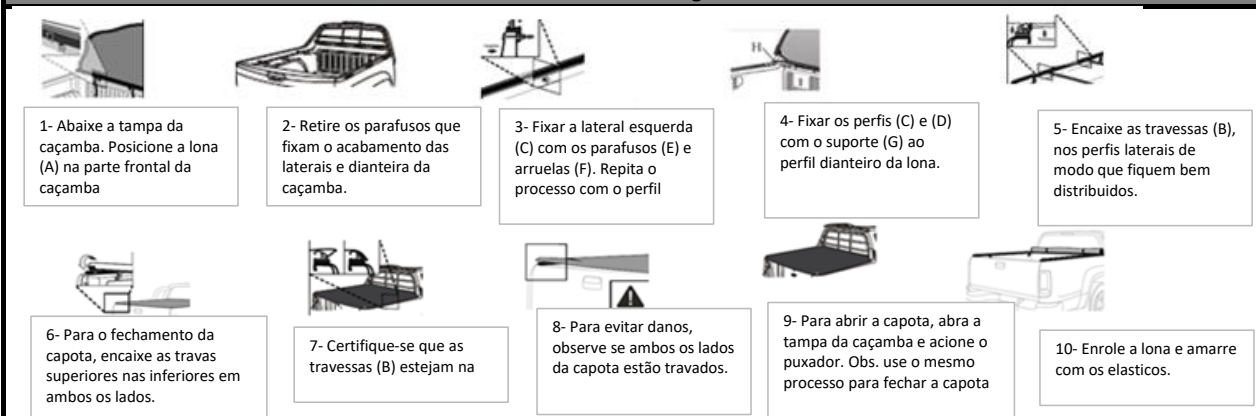 H
1- Abaixe a tampa da
caçamba. Posicione a lona
(A) na parte frontal da
caçamba
2- Retire os parafusos que
fixam o acabamento das
laterais e dianteira da
caçamba.
3- Fixar a lateral esquerda
(C) com os parafusos (E) e
arruelas (F). Repita o
processo com o perfil
4- Fixar os perfis (C) e (D)
com o suporte (G) ao
perfil dianteiro da lona.
5- Encaixe as travessas (B),
nos perfis laterais de
modo que fiquem bem
distribuidos.
6- Para o fechamento da
capota, encaixe as travas
superiores nas inferiores em
ambos os lados.
7- Certifique-se que as
travessas (B) estejam na
8- Para evitar danos,
observe se ambos os lados
da capota estão travados.
9- Para abrir a capota, abra a
tampa da caçamba e acione o
puxador. Obs. use o mesmo
processo para fechar a capota
10- Enrole a lona e amarre
com os elasticos.